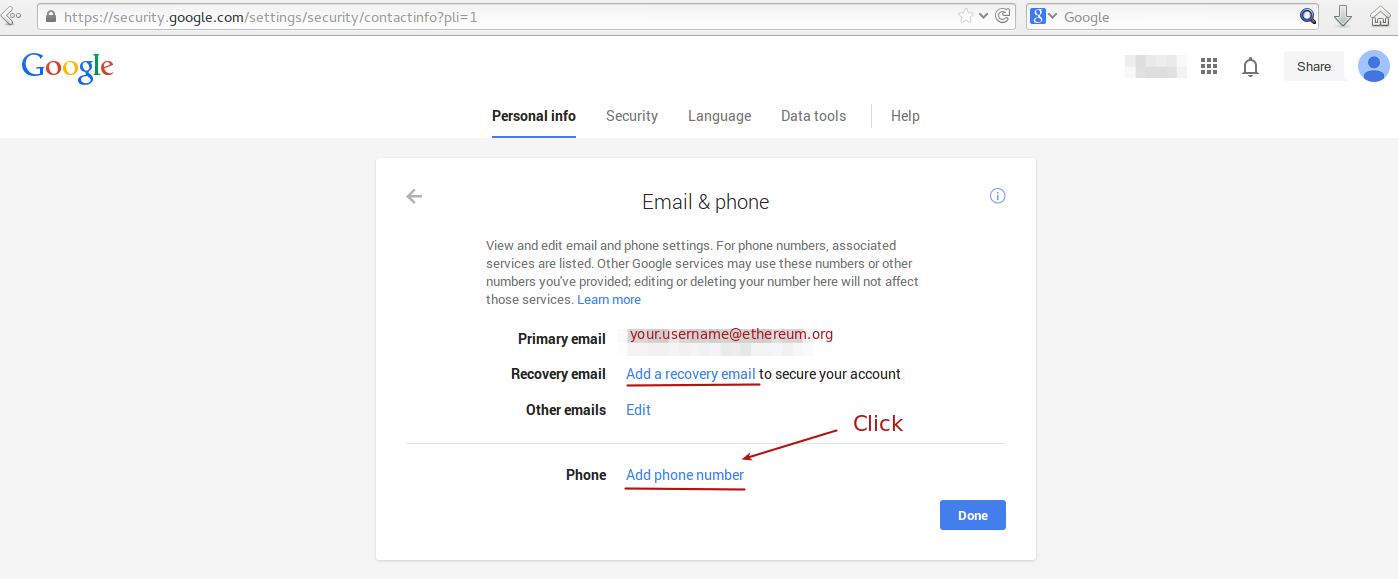 https://security.google.com/settings/security/contactinfo?pli=1
Google
Google
Share
Personal info
Security
Language
Data tools
Help
Email & phone
View and edit email and phone settings. For phone numbers, associated
services are listed. Other Google services may use these numbers or other
numbers you've provided; editing or deleting your number here will not affect
those services. Learn more
Primary email your.username@ethereum.org
Recovery email Add a recovery email to secure your account
Other emails Edit
Click
Phone Add phone number
Done